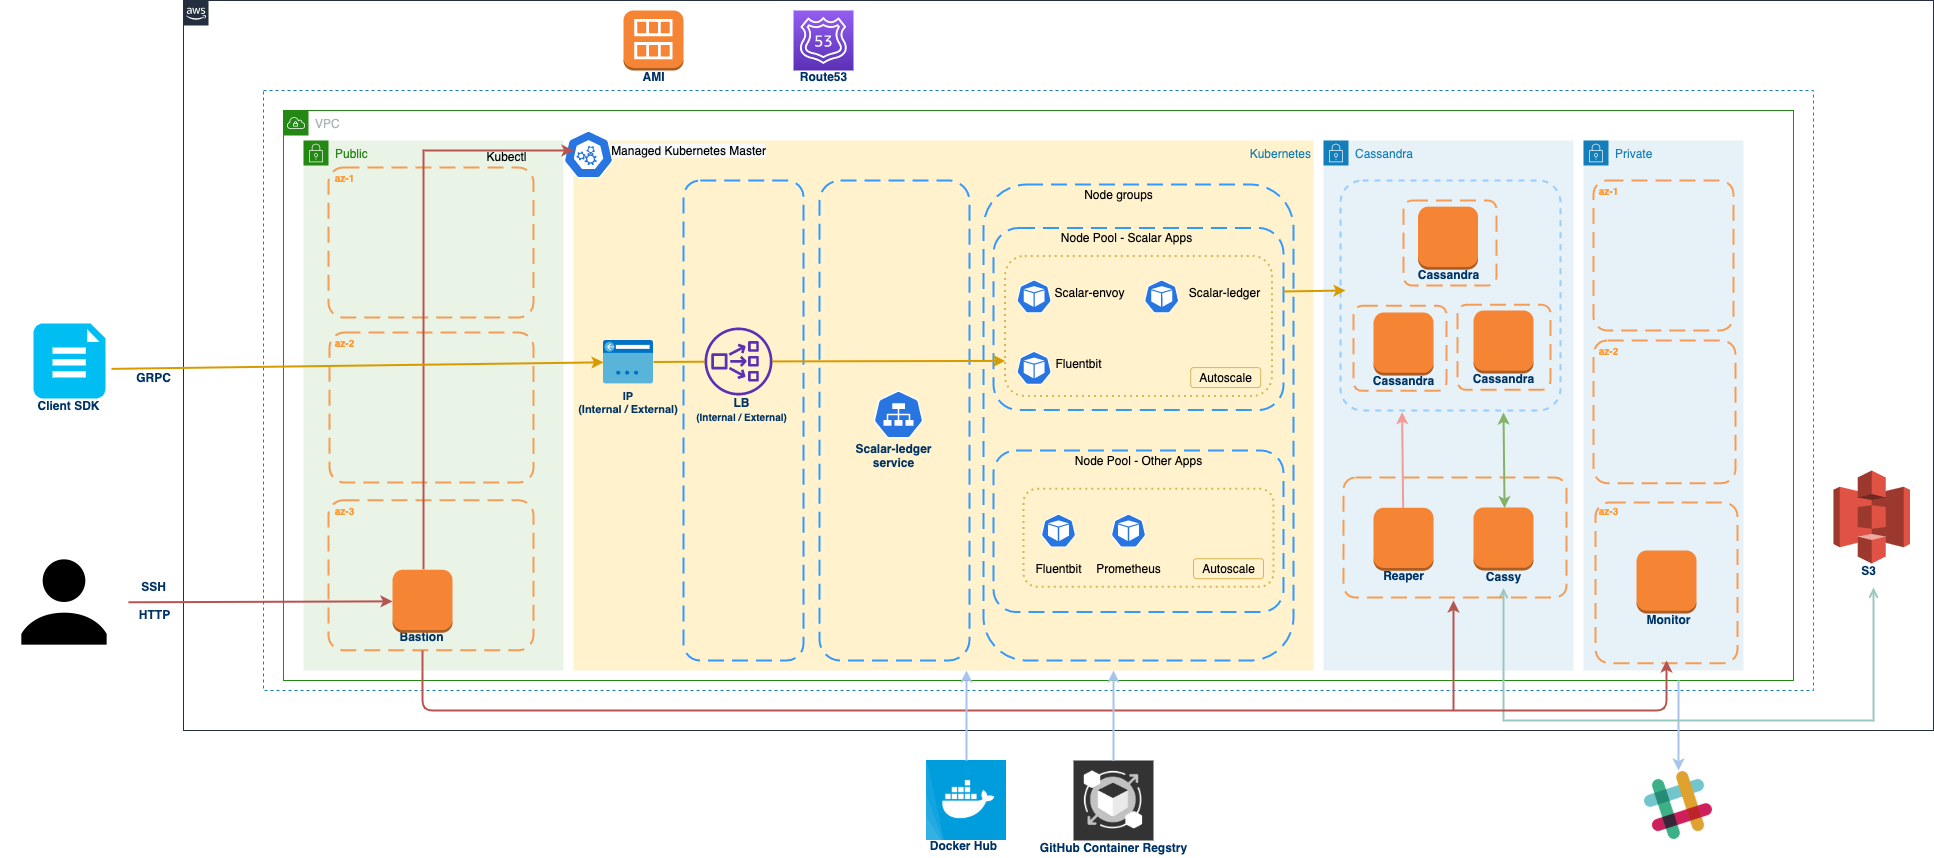 aws
AMI
53
Route53
VPC
Public
Kubectl
Managed Kubernetes Master
Kubernetes
Cassandra
Private
az-1
az-2
az-3
Node groups
Node Pool - Scalar Apps
Scalar-envoy
Scalar-ledger
Fluentbit
Autoscale
Node Pool - Other Apps
Fluentbit
Prometheus
Autoscale
GRPC
Client SDK
SSH
HTTP
Bastion
IP
(Internal / External)
LB
(Internal / External)
Scalar-ledger
service
Cassandra
Cassandra
Cassandra
Reaper
Cassy
az-1
az-2
az-3
Monitor
S3
Docker Hub
GitHub Container Regstry